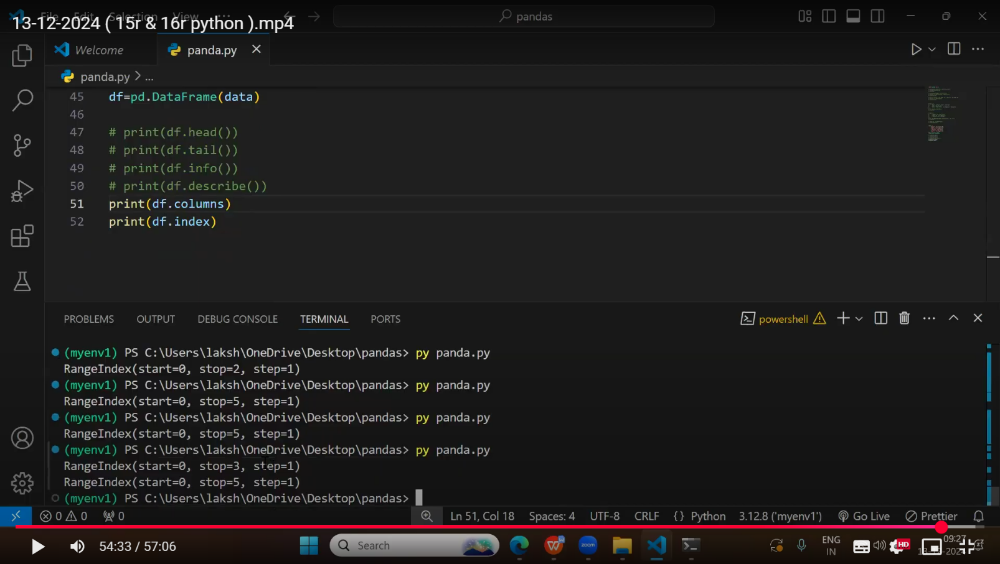 File Edit Selection View ...
13-12-2024 ( 15r & 16r python ).mp4
pandas
Welcome
panda.py
panda.py > ...
45 df=pd.DataFrame(data)
46
47 # print(df.head())
48 # print(df.tail())
49 # print(df.info())
50 # print(df.describe())
51 print(df.columns)
52 print(df.index)
PROBLEMS OUTPUT DEBUG CONSOLE TERMINAL PORTS
powershell
(myenv1) PS C:\Users\laksh\OneDrive\Desktop\pandas> py panda.py
RangeIndex(start=0, stop=2, step=1)
(myenv1) PS C:\Users\laksh\OneDrive\Desktop\pandas> py panda.py
RangeIndex(start=0, stop=5, step=1)
(myenv1) PS C:\Users\laksh\OneDrive\Desktop\pandas> py panda.py
RangeIndex(start=0, stop=5, step=1)
(myenv1) PS C:\Users\laksh\OneDrive\Desktop\pandas> py panda.py
RangeIndex(start=0, stop=3, step=1)
RangeIndex(start=0, stop=5, step=1)
(myenv1) PS C:\Users\laksh\OneDrive\Desktop\pandas>
0 0 0 Ln 51, Col 18 Spaces: 4 UTF-8 CRLF {} Python 3.12.8 ('myenv1') Go Live Prettier
54:33 / 57:06
Search
zoom
ENG
IN
HD
09:27